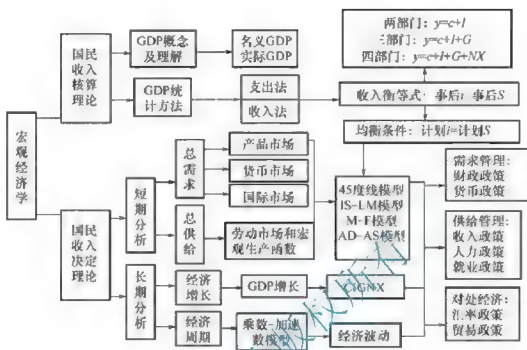 宏观经济学
国民收入核算理论
GDP概念及理解
名义GDP
实际GDP
GDP统计方法
支出法
收入法
两部门：y=c+I
三部门：y=c+I+G
四部门：y=c+I+G+NX
收入衡等式：事后i=事后S
均衡条件：计划i=计划S
国民收入决定理论
短期分析
总需求
产品市场
货币市场
国际市场
总供给
劳动市场和宏观生产函数
45度线模型
IS-LM模型
M-F模型
AD-AS模型
长期分析
经济增长
GDP增长
CIGNX
经济周期
乘数-加速数模型
经济波动
需求管理：
财政政策
货币政策
供给管理：
收入政策
人力政策
就业政策
对处经济：
汇率政策
贸易政策
版权所有